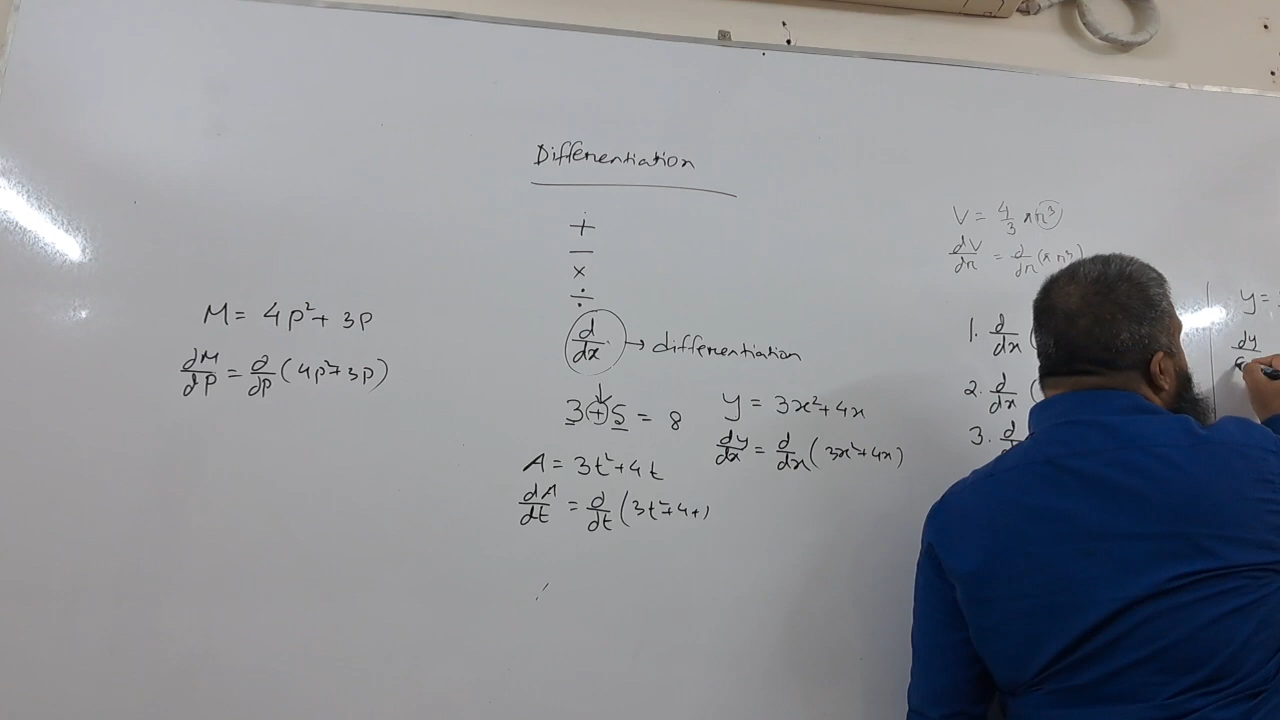 Differentiation
+
−
×
÷
d/dx → differentiation
3 + 5 = 8
A = 3t² + 4t
dA/dt = d/dt (3t² + 4t)
y = 3x² + 4x
dy/dx = d/dx (3x² + 4x)
M = 4p² + 3p
dM/dP = d/dP (4p² + 3p)
V = 4/3 πr³
dV/dr = d/dr (π r³)
1. d/dx (
2. d/dx (
3. d
y =
dy